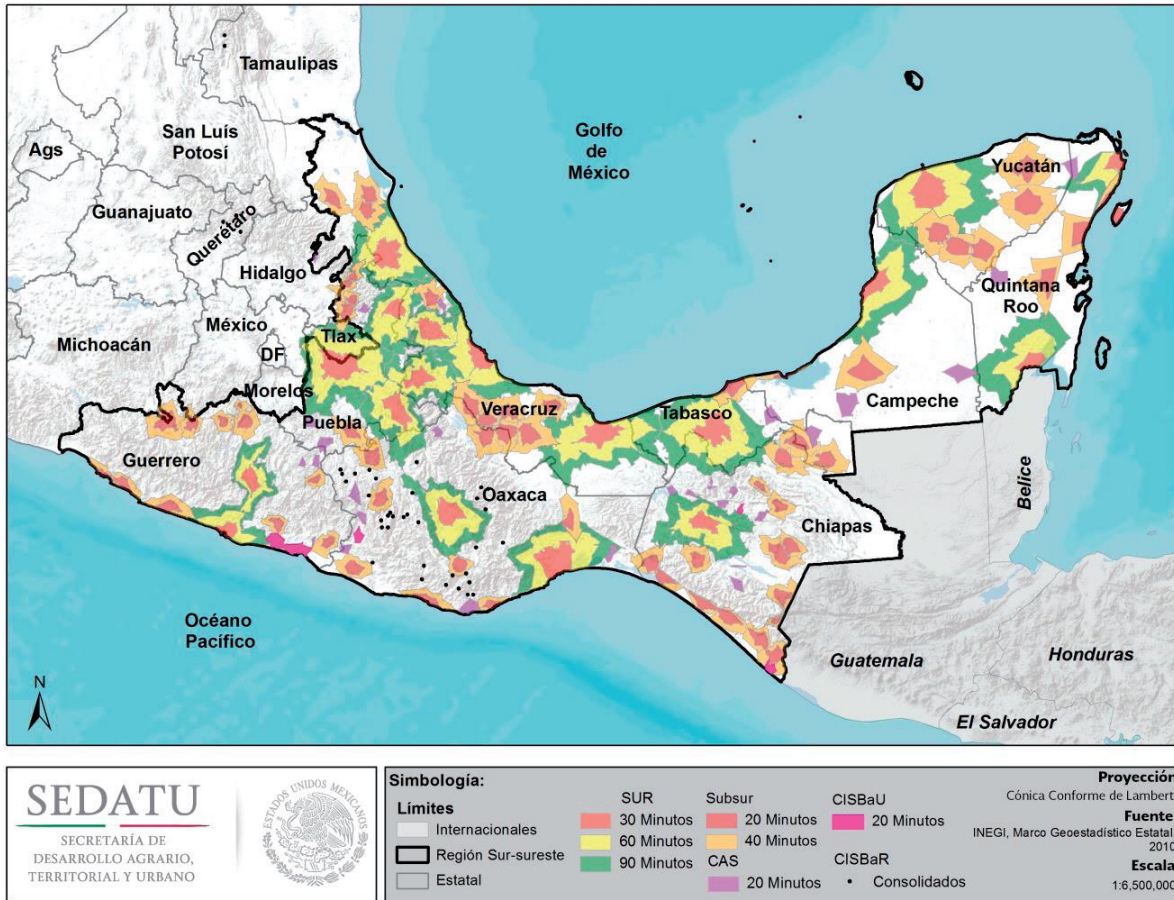 Tamaulipas
San Luís
Potosí
Ags
Guanajuato
Querétaro
Hidalgo
México
Michoacán
Tlax
DF
Morelos
Puebla
Guerrero
Golfo
de
México
Veracruz
Oaxaca
Tabasco
Chiapas
Campeche
Yucatán
Quintana
Roo
Belice
Guatemala
Honduras
El Salvador
Océano
Pacífico
N
SEDATU
SECRETARÍA DE
DESARROLLO AGRARIO,
TERRITORIAL Y URBANO
ESTADOS UNIDOS MEXICANOS
Simbología:
Límites
Internacionales
Región Sur-sureste
Estatal
SUR
30 Minutos
60 Minutos
90 Minutos
Subsur
20 Minutos
40 Minutos
CAS
20 Minutos
CISBaU
20 Minutos
CISBaR
Consolidados
Proyección
Cónica Conforme de Lambert
Fuente
INEGI, Marco Geoestadístico Estatal
2010
Escala
1:6,500,000